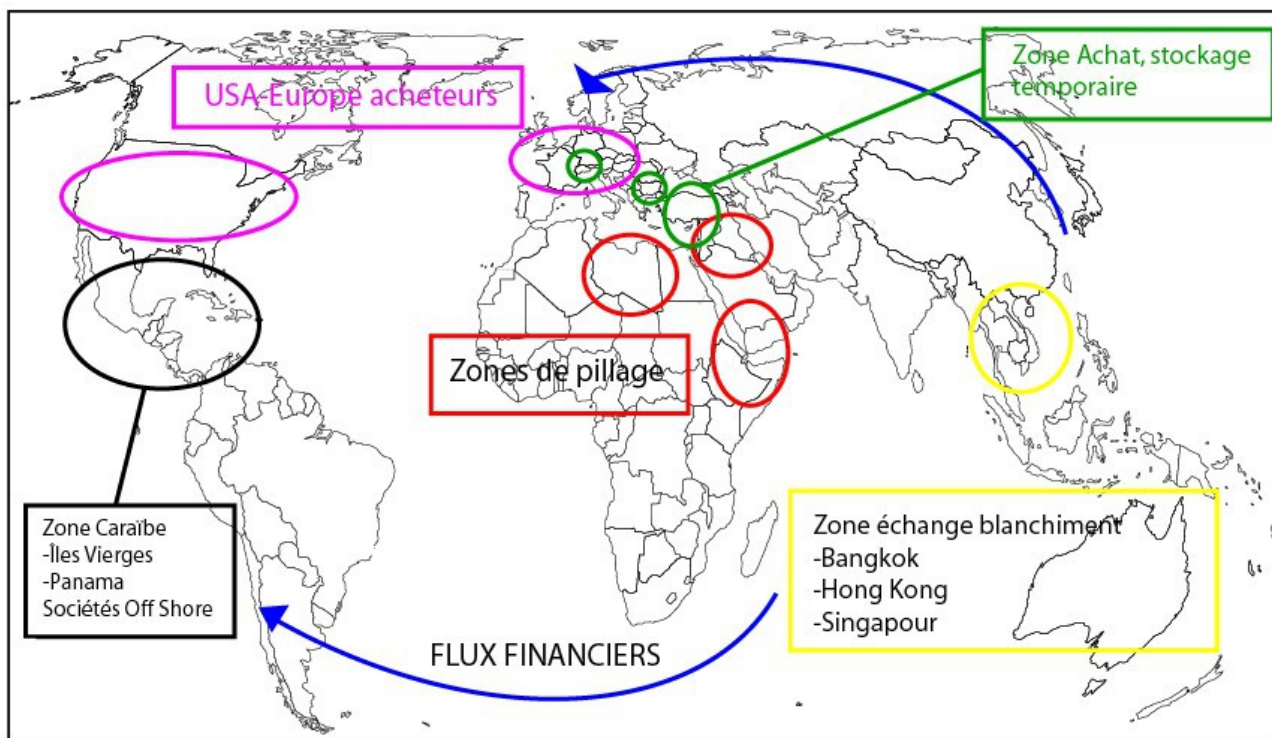 USA-Europe acheteurs
Zone Achat, stockage
temporaire
Zones de pillage
Zone Caraïbe
-Îles Vierges
-Panama
Sociétés Off Shore
Zone échange blanchiment
-Bangkok
-Hong Kong
-Singapour
FLUX FINANCIERS